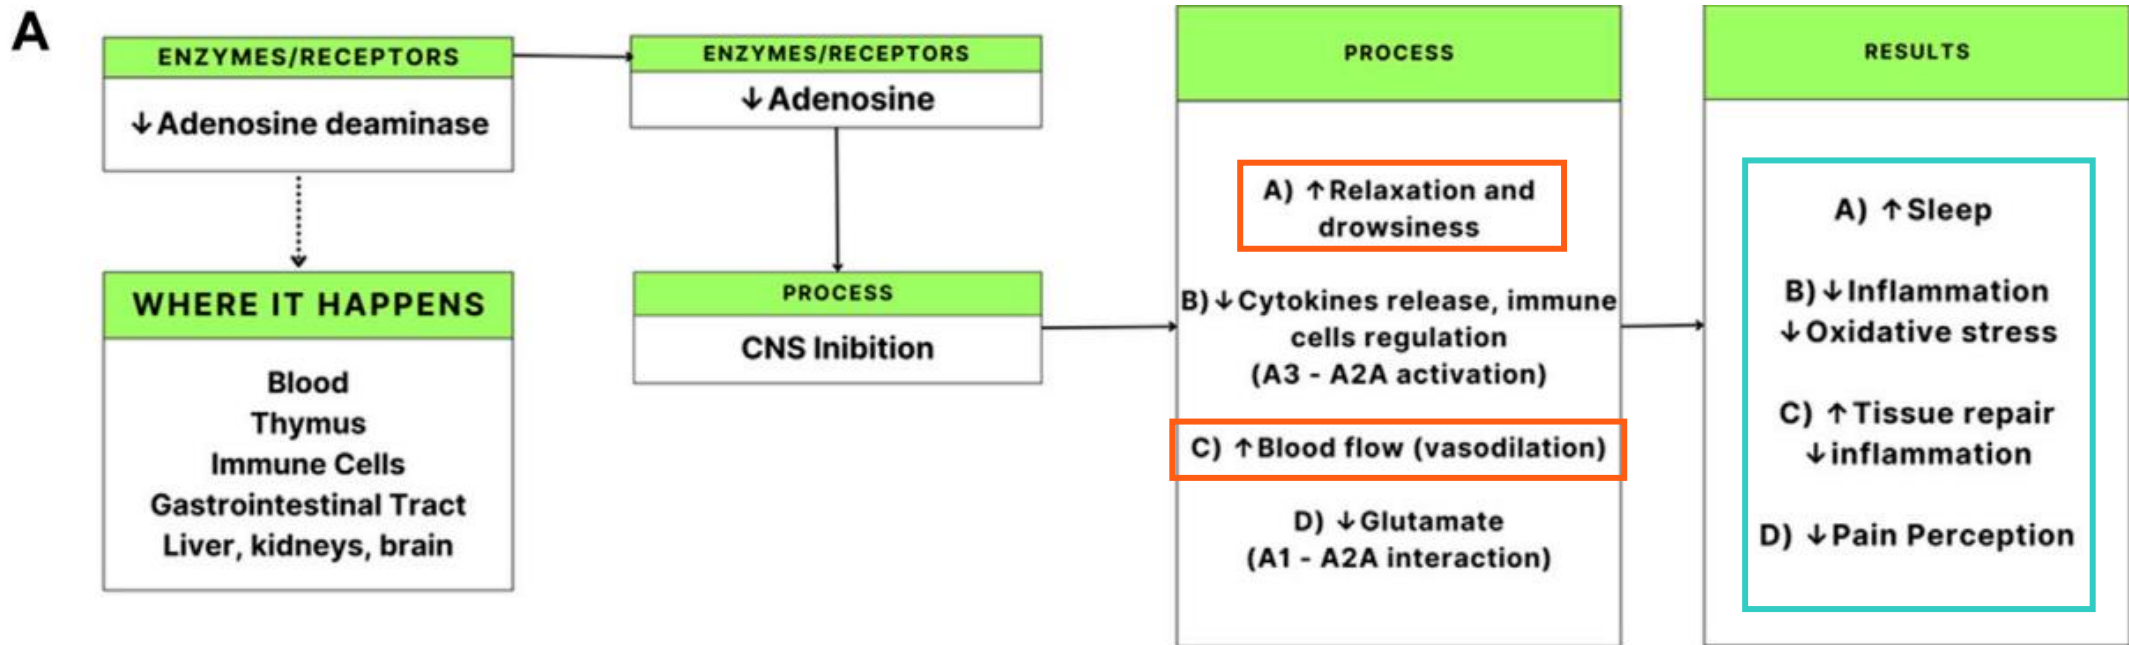 A
ENZYMES/RECEPTORS
↓Adenosine deaminase
WHERE IT HAPPENS
Blood
Thymus
Immune Cells
Gastrointestinal Tract
Liver, kidneys, brain
ENZYMES/RECEPTORS
↓Adenosine
PROCESS
CNS Inibition
PROCESS
A) ↑Relaxation and
drowsiness
B)↓Cytokines release, immune
cells regulation
(A3 - A2A activation)
C) ↑Blood flow (vasodilation)
D) ↓Glutamate
(A1 - A2A interaction)
RESULTS
A) ↑Sleep
B)↓Inflammation
↓Oxidative stress
C) ↑Tissue repair
↓inflammation
D) ↓Pain Perception